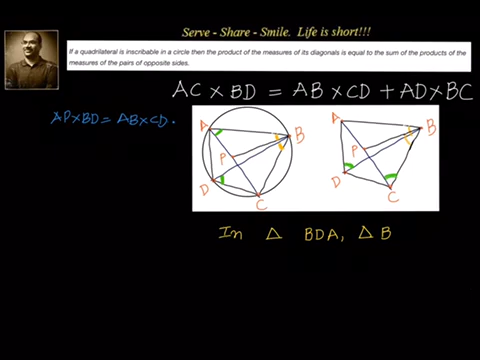 Serve - Share - Smile. Life is short!!!
If a quadrilateral is inscribable in a circle then the product of the measures of its diagonals is equal to the sum of the products of the
measures of the pairs of opposite sides.
AC × BD = AB × CD + AD × BC
AP × BD = AB × CD.
A
B
P
D
C
A
B
P
D
C
In △ BDA, △ B